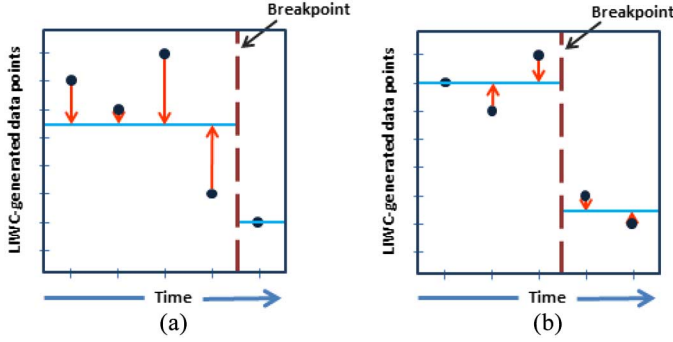 Breakpoint
LIWC-generated data points
Time
(a)
Breakpoint
LIWC-generated data points
Time
(b)